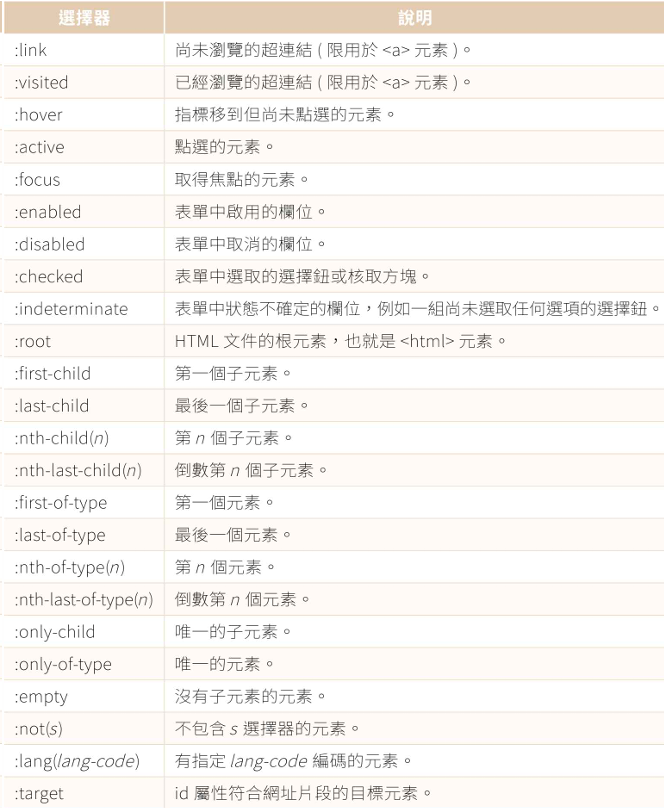 選擇器 說明
:link 尚未瀏覽的超連結 ( 限用於 <a> 元素 )。
:visited 已經瀏覽的超連結 ( 限用於 <a> 元素 )。
:hover 指標移到但尚未點選的元素。
:active 點選的元素。
:focus 取得焦點的元素。
:enabled 表單中啟用的欄位。
:disabled 表單中取消的欄位。
:checked 表單中選取的選擇鈕或核取方塊。
:indeterminate 表單中狀態不確定的欄位，例如一組尚未選取任何選項的選擇鈕。
:root HTML 文件的根元素，也就是 <html> 元素。
:first-child 第一個子元素。
:last-child 最後一個子元素。
:nth-child(n) 第 n 個子元素。
:nth-last-child(n) 倒數第 n 個子元素。
:first-of-type 第一個元素。
:last-of-type 最後一個元素。
:nth-of-type(n) 第 n 個元素。
:nth-last-of-type(n) 倒數第 n 個元素。
:only-child 唯一的子元素。
:only-of-type 唯一的元素。
:empty 沒有子元素的元素。
:not(s) 不包含 s 選擇器的元素。
:lang(lang-code) 有指定 lang-code 編碼的元素。
:target id 屬性符合網址片段的目標元素。